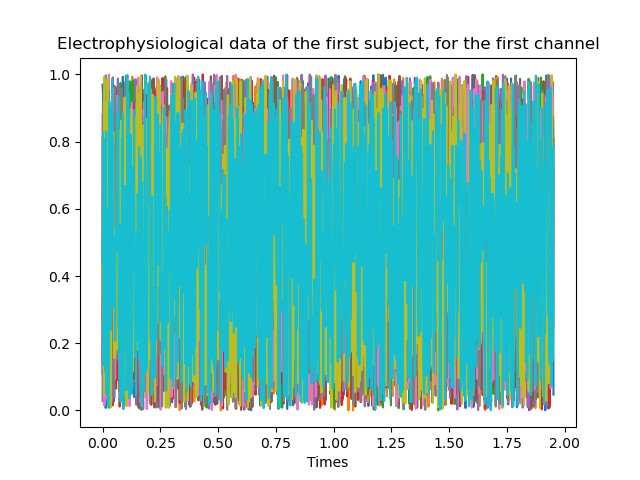 Electrophysiological data of the first subject, for the first channel
1.0
0.8
0.6
0.4
0.2
0.0
0.00 0.25 0.50 0.75 1.00 1.25 1.50 1.75 2.00
Times